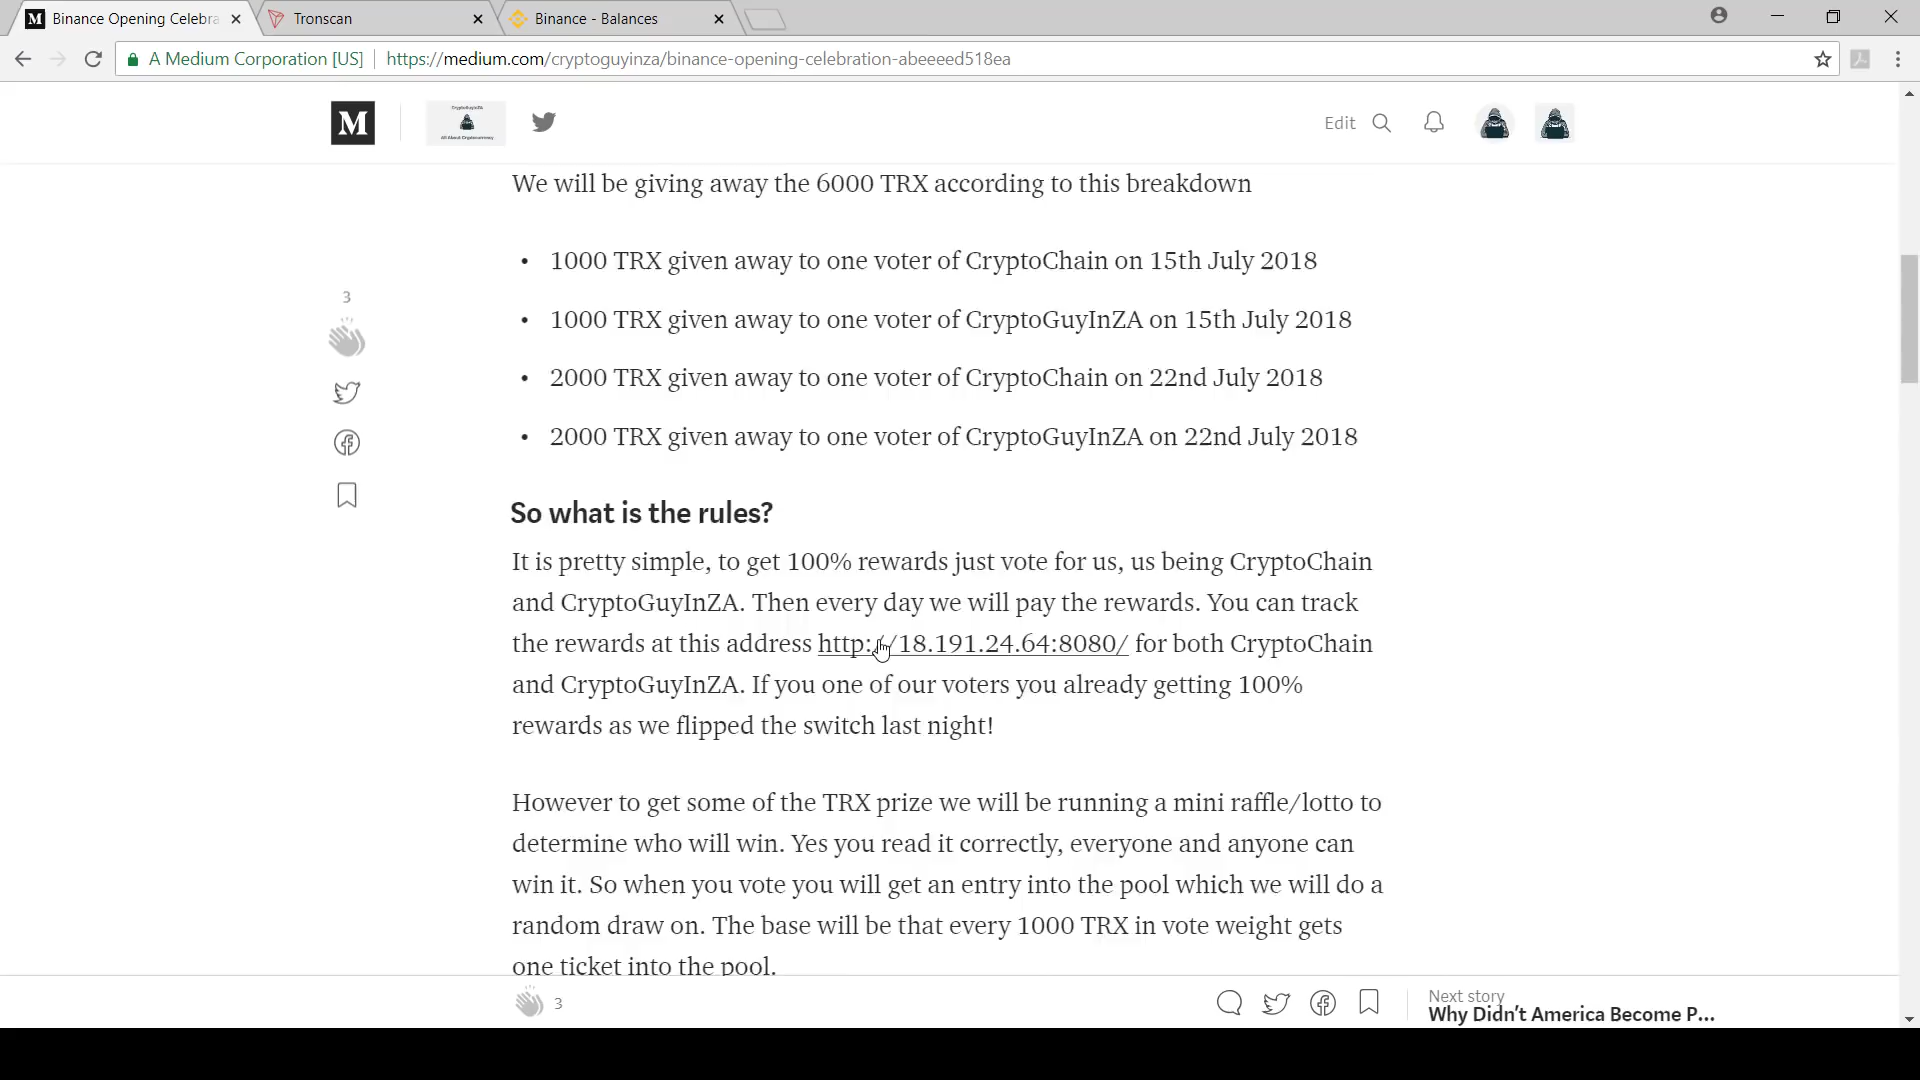 M Binance Opening Celebra
Tronscan
Binance - Balances
A Medium Corporation [US]
https://medium.com/cryptoguyinza/binance-opening-celebration-abeeeed518ea
M
CryptoGuyInZA
All About Cryptocurrency
Edit
We will be giving away the 6000 TRX according to this breakdown
• 1000 TRX given away to one voter of CryptoChain on 15th July 2018
• 1000 TRX given away to one voter of CryptoGuyInZA on 15th July 2018
• 2000 TRX given away to one voter of CryptoChain on 22nd July 2018
• 2000 TRX given away to one voter of CryptoGuyInZA on 22nd July 2018
3
So what is the rules?
It is pretty simple, to get 100% rewards just vote for us, us being CryptoChain
and CryptoGuyInZA. Then every day we will pay the rewards. You can track
the rewards at this address http://18.191.24.64:8080/ for both CryptoChain
and CryptoGuyInZA. If you one of our voters you already getting 100%
rewards as we flipped the switch last night!
However to get some of the TRX prize we will be running a mini raffle/lotto to
determine who will win. Yes you read it correctly, everyone and anyone can
win it. So when you vote you will get an entry into the pool which we will do a
random draw on. The base will be that every 1000 TRX in vote weight gets
one ticket into the pool.
3
Next story
Why Didn't America Become P...